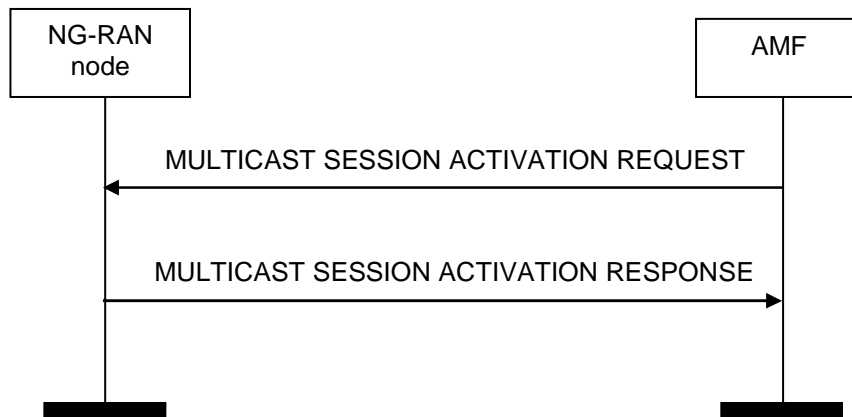 NG-RAN
node
AMF
MULTICAST SESSION ACTIVATION REQUEST
MULTICAST SESSION ACTIVATION RESPONSE